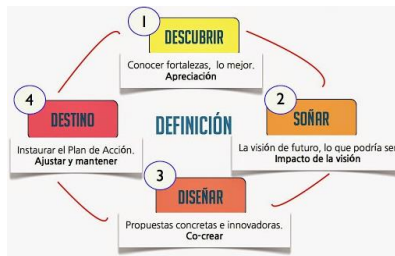 1
DESCUBRIR
Conocer fortalezas, lo mejor.
Apreciación
2
SOÑAR
La visión de futuro, lo que podría ser
Impacto de la visión
3
DISEÑAR
Propuestas concretas e innovadoras.
Co-crear
4
DESTINO
Instaurar el Plan de Acción.
Ajustar y mantener
DEFINICIÓN